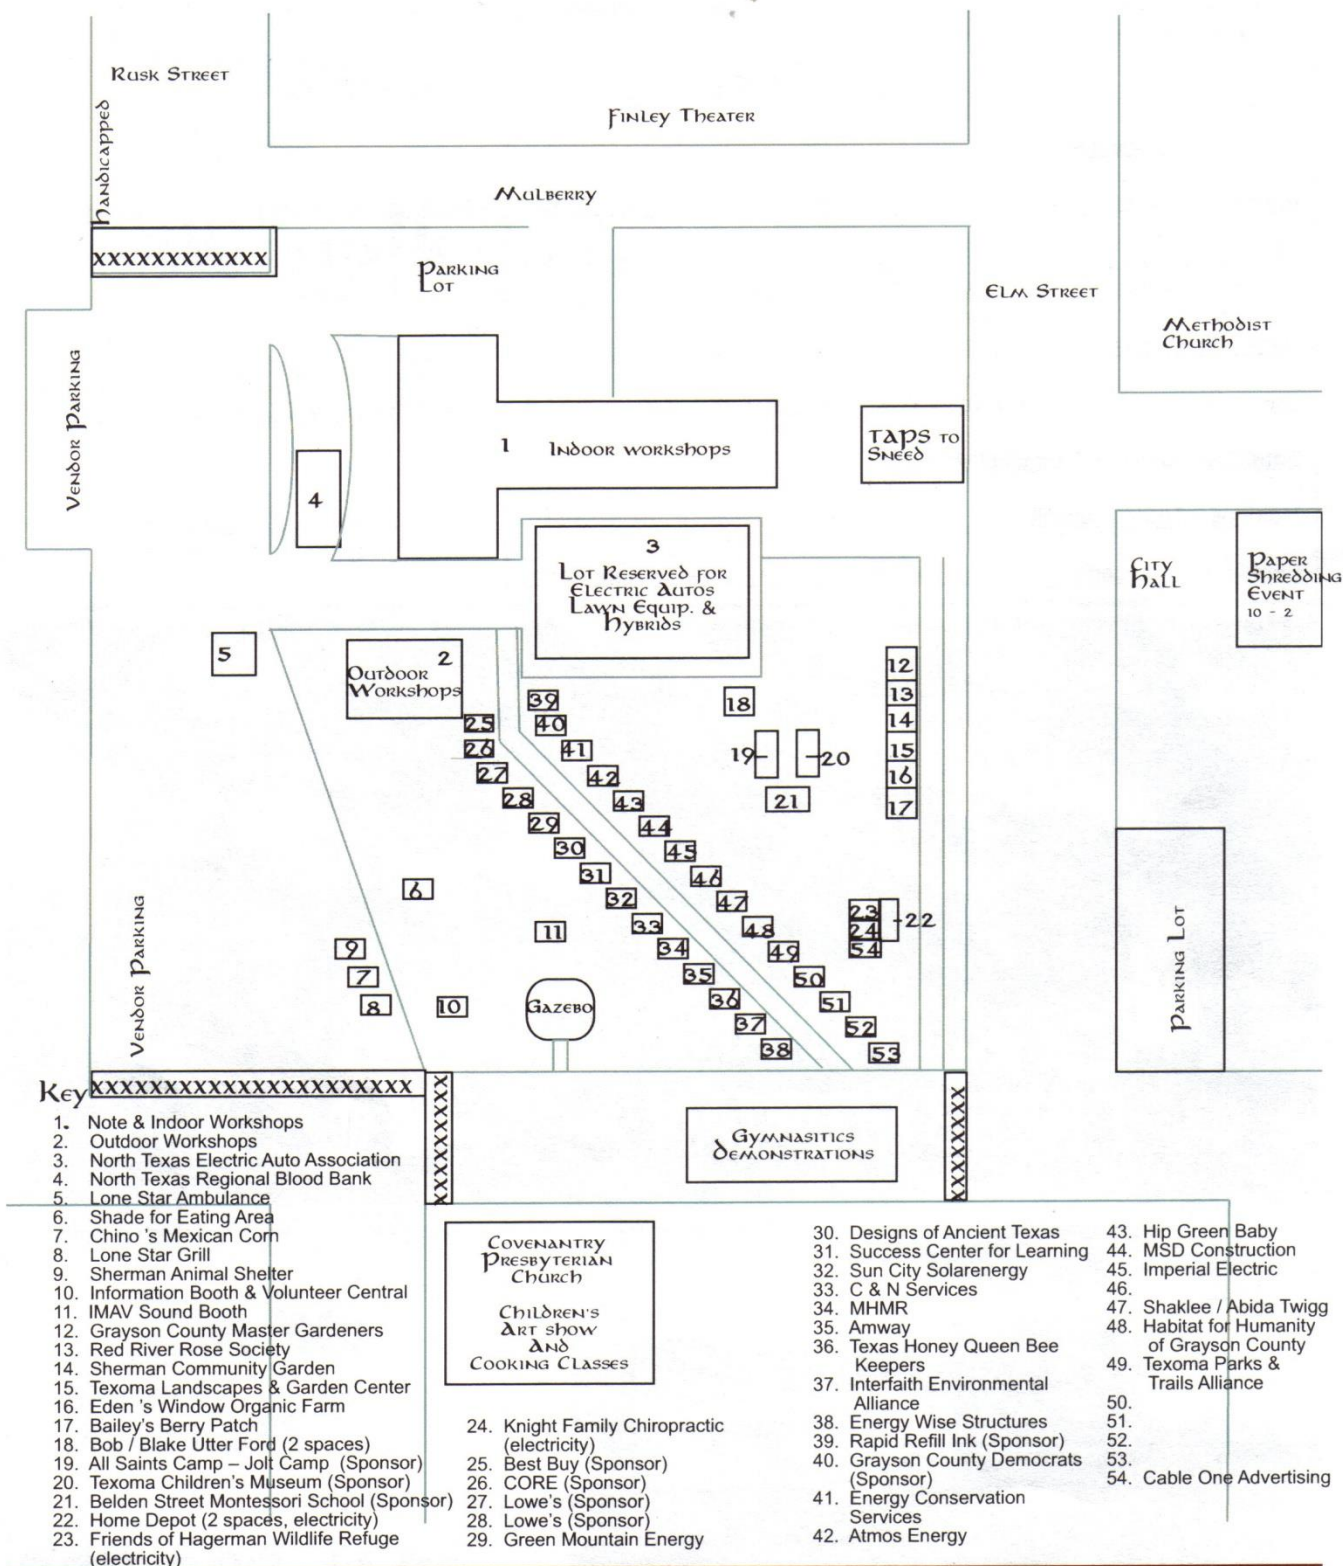 Rusk Street
Handicapped
Finley Theater
Mulberry
XXXXXXXXXXXX
Parking
Lot
Elm Street
Methodist
Church
Vendor Parking
1 Indoor workshops
TAPS to
Sneed
4
3
Lot Reserved for
Electric Autos
Lawn Equip. &
Hybrids
City
Hall
Paper
Shredding
Event
10 - 2
5
2
Outdoor
Workshops
12
13
14
15
16
17
18
19
20
21
39
40
41
42
43
44
45
46
47
48
49
50
51
52
53
25
26
27
28
29
30
31
32
33
34
35
36
37
38
23
24
54
22
6
11
9
7
8
10
Gazebo
Vendor Parking
Parking Lot
XXXXXXXXXXXXXXXXXXXXXX
XXXXXXXX
XXXXXXXX
Gymnasitics
demonstrations
Covenantry
Presbyterian
Church
Children's
Art show
And
Cooking Classes
Key
1. Note & Indoor Workshops
2. Outdoor Workshops
3. North Texas Electric Auto Association
4. North Texas Regional Blood Bank
5. Lone Star Ambulance
6. Shade for Eating Area
7. Chino 's Mexican Corn
8. Lone Star Grill
9. Sherman Animal Shelter
10. Information Booth & Volunteer Central
11. IMAV Sound Booth
12. Grayson County Master Gardeners
13. Red River Rose Society
14. Sherman Community Garden
15. Texoma Landscapes & Garden Center
16. Eden 's Window Organic Farm
17. Bailey's Berry Patch
18. Bob / Blake Utter Ford (2 spaces)
19. All Saints Camp – Jolt Camp (Sponsor)
20. Texoma Children's Museum (Sponsor)
21. Belden Street Montessori School (Sponsor)
22. Home Depot (2 spaces, electricity)
23. Friends of Hagerman Wildlife Refuge
(electricity)
24. Knight Family Chiropractic
(electricity)
25. Best Buy (Sponsor)
26. CORE (Sponsor)
27. Lowe's (Sponsor)
28. Lowe's (Sponsor)
29. Green Mountain Energy
30. Designs of Ancient Texas
31. Success Center for Learning
32. Sun City Solarenergy
33. C & N Services
34. MHMR
35. Amway
36. Texas Honey Queen Bee
Keepers
37. Interfaith Environmental
Alliance
38. Energy Wise Structures
39. Rapid Refill Ink (Sponsor)
40. Grayson County Democrats
(Sponsor)
41. Energy Conservation
Services
42. Atmos Energy
43. Hip Green Baby
44. MSD Construction
45. Imperial Electric
46.
47. Shaklee / Abida Twigg
48. Habitat for Humanity
of Grayson County
49. Texoma Parks &
Trails Alliance
50.
51.
52.
53.
54. Cable One Advertising